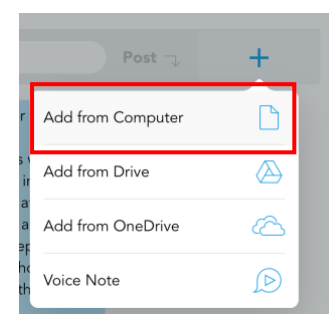 Post
Add from Computer
Add from Drive
Add from OneDrive
Voice Note